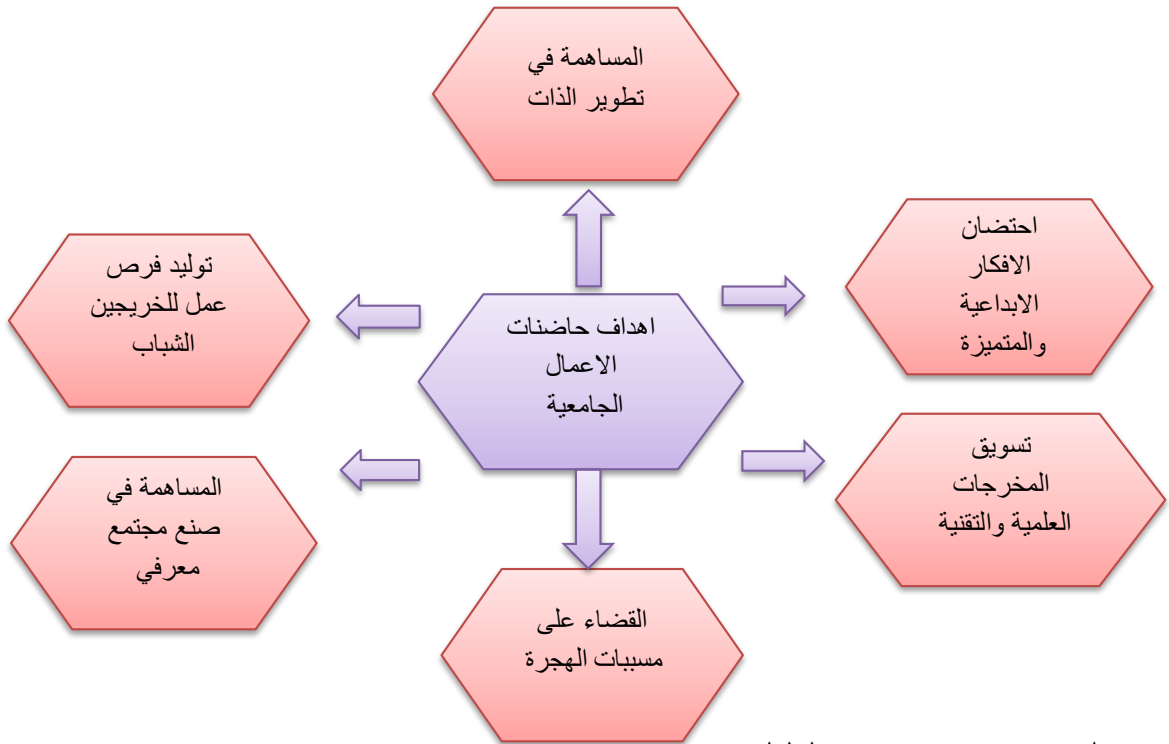 المساهمة في
تطوير الذات
احتضان
الافكار
الابداعية
والمتميزة
توليد فرص
عمل للخريجين
الشباب
اهداف حاضنات
الاعمال
الجامعية
تسويق
المخرجات
العلمية والتقنية
المساهمة في
صنع مجتمع
معرفي
القضاء على
مسببات الهجرة